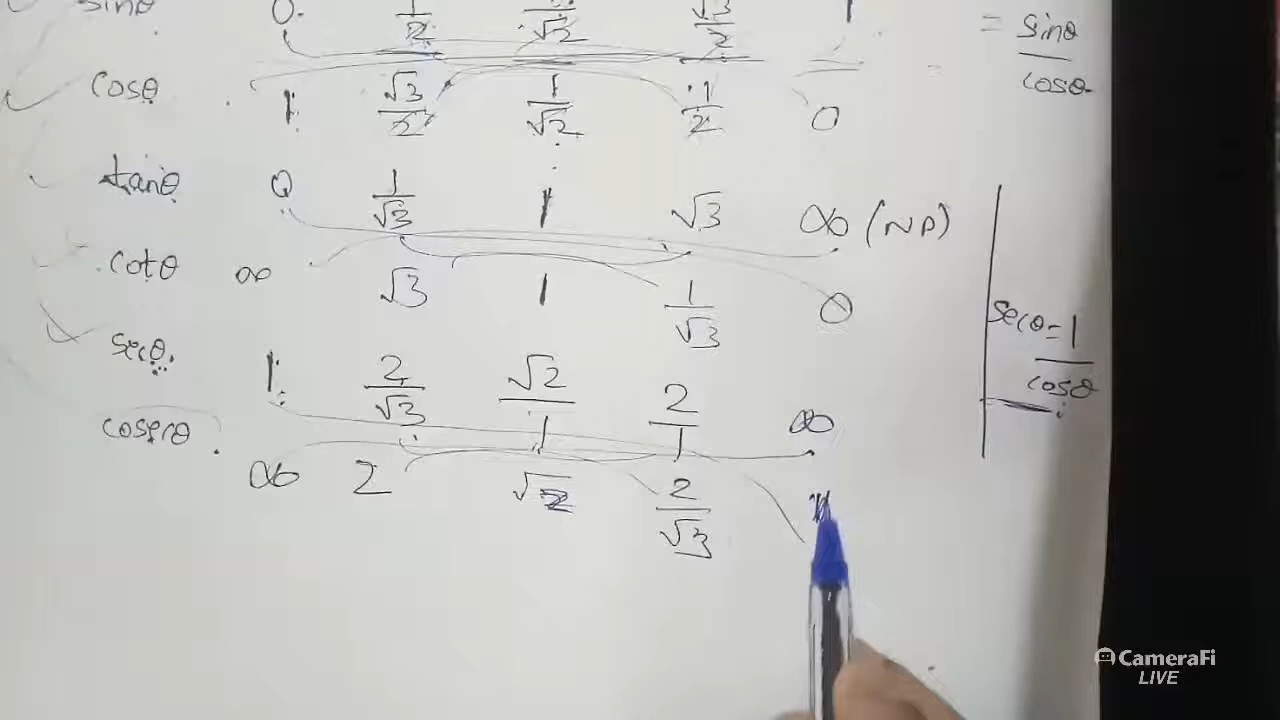 sinθ 0 1/2 1/√2 √3/2 1
= sinθ/cosθ
cosθ 1 √3/2 1/√2 1/2 0
tanθ 0 1/√3 1 √3 ∞ (ND)
cotθ ∞ √3 1 1/√3 0
secθ 1 2/√3 √2/1 2/1 ∞
secθ = 1/cosθ
cosecθ ∞ 2 √2 2/√3
CameraFi
LIVE